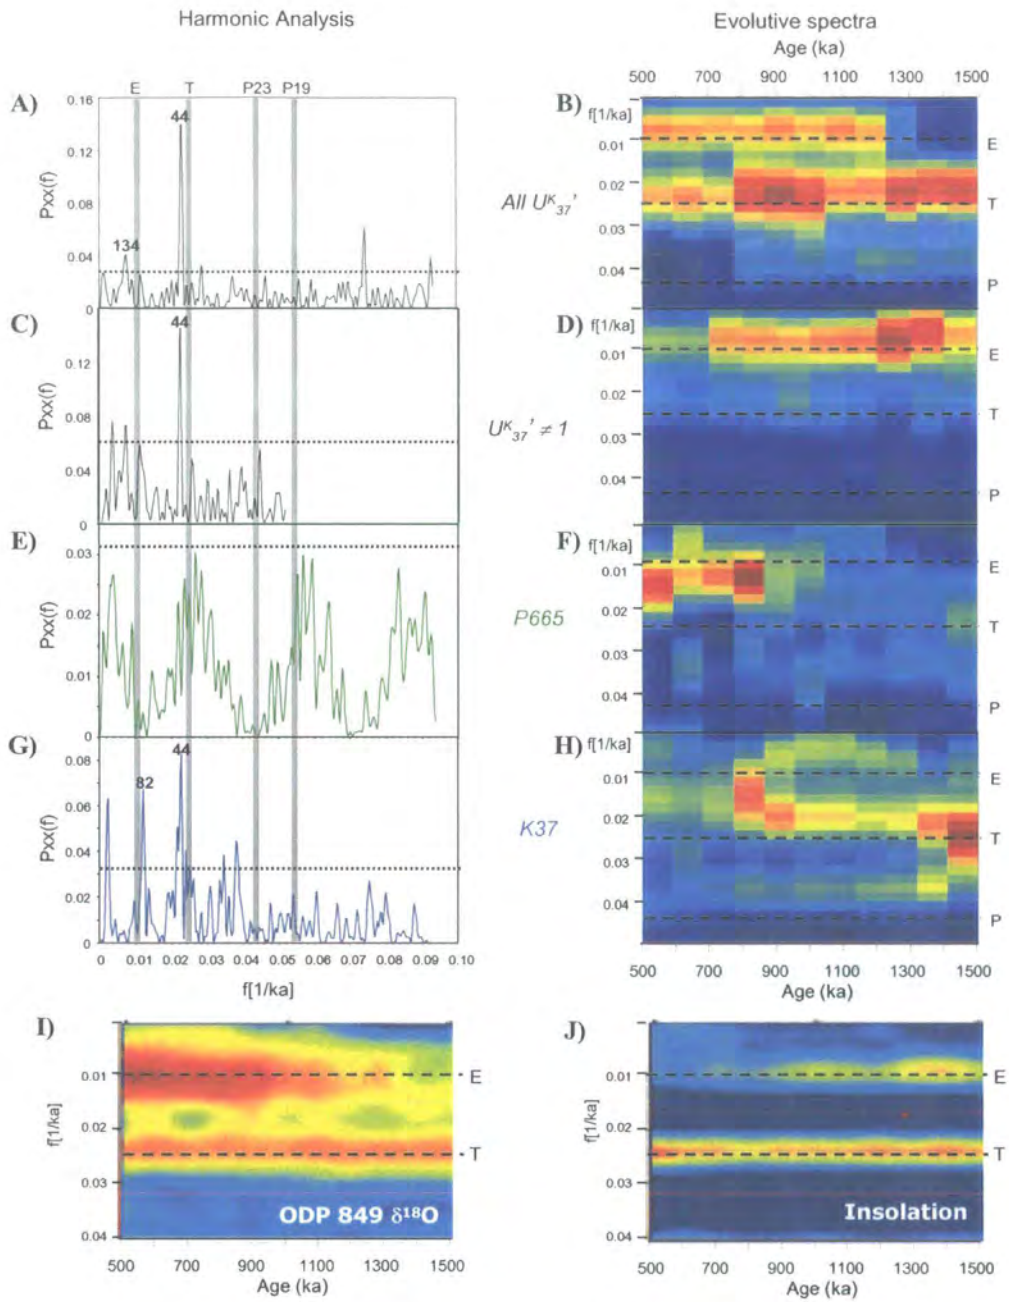 Harmonic Analysis
Evolutive spectra
Age (ka)
500 700 900 1100 1300 1500
A)
E T P23 P19
0.16
0.12
0.08
0.04
0
Pxx(f)
44
134
B)
f[1/ka]
0.01
0.02
0.03
0.04
E
T
P
All Uᴷ₃₇'
C)
0.12
0.08
0.04
0
Pxx(f)
44
D)
f[1/ka]
0.01
0.02
0.03
0.04
E
T
P
Uᴷ₃₇' ≠ 1
E)
0.03
0.02
0.01
0
Pxx(f)
F)
f[1/ka]
0.01
0.02
0.03
0.04
E
T
P
P665
G)
0.08
0.06
0.04
0.02
0
Pxx(f)
44
82
0 0.01 0.02 0.03 0.04 0.05 0.06 0.07 0.08 0.09 0.10
f[1/ka]
H)
f[1/ka]
0.01
0.02
0.03
0.04
E
T
P
K37
500 700 900 1100 1300 1500
Age (ka)
I)
0.01
0.02
0.03
0.04
f[1/ka]
E
T
ODP 849 δ¹⁸O
500 700 900 1100 1300 1500
Age (ka)
J)
0.01
0.02
0.03
0.04
f[1/ka]
E
T
Insolation
500 700 900 1100 1300 1500
Age (ka)